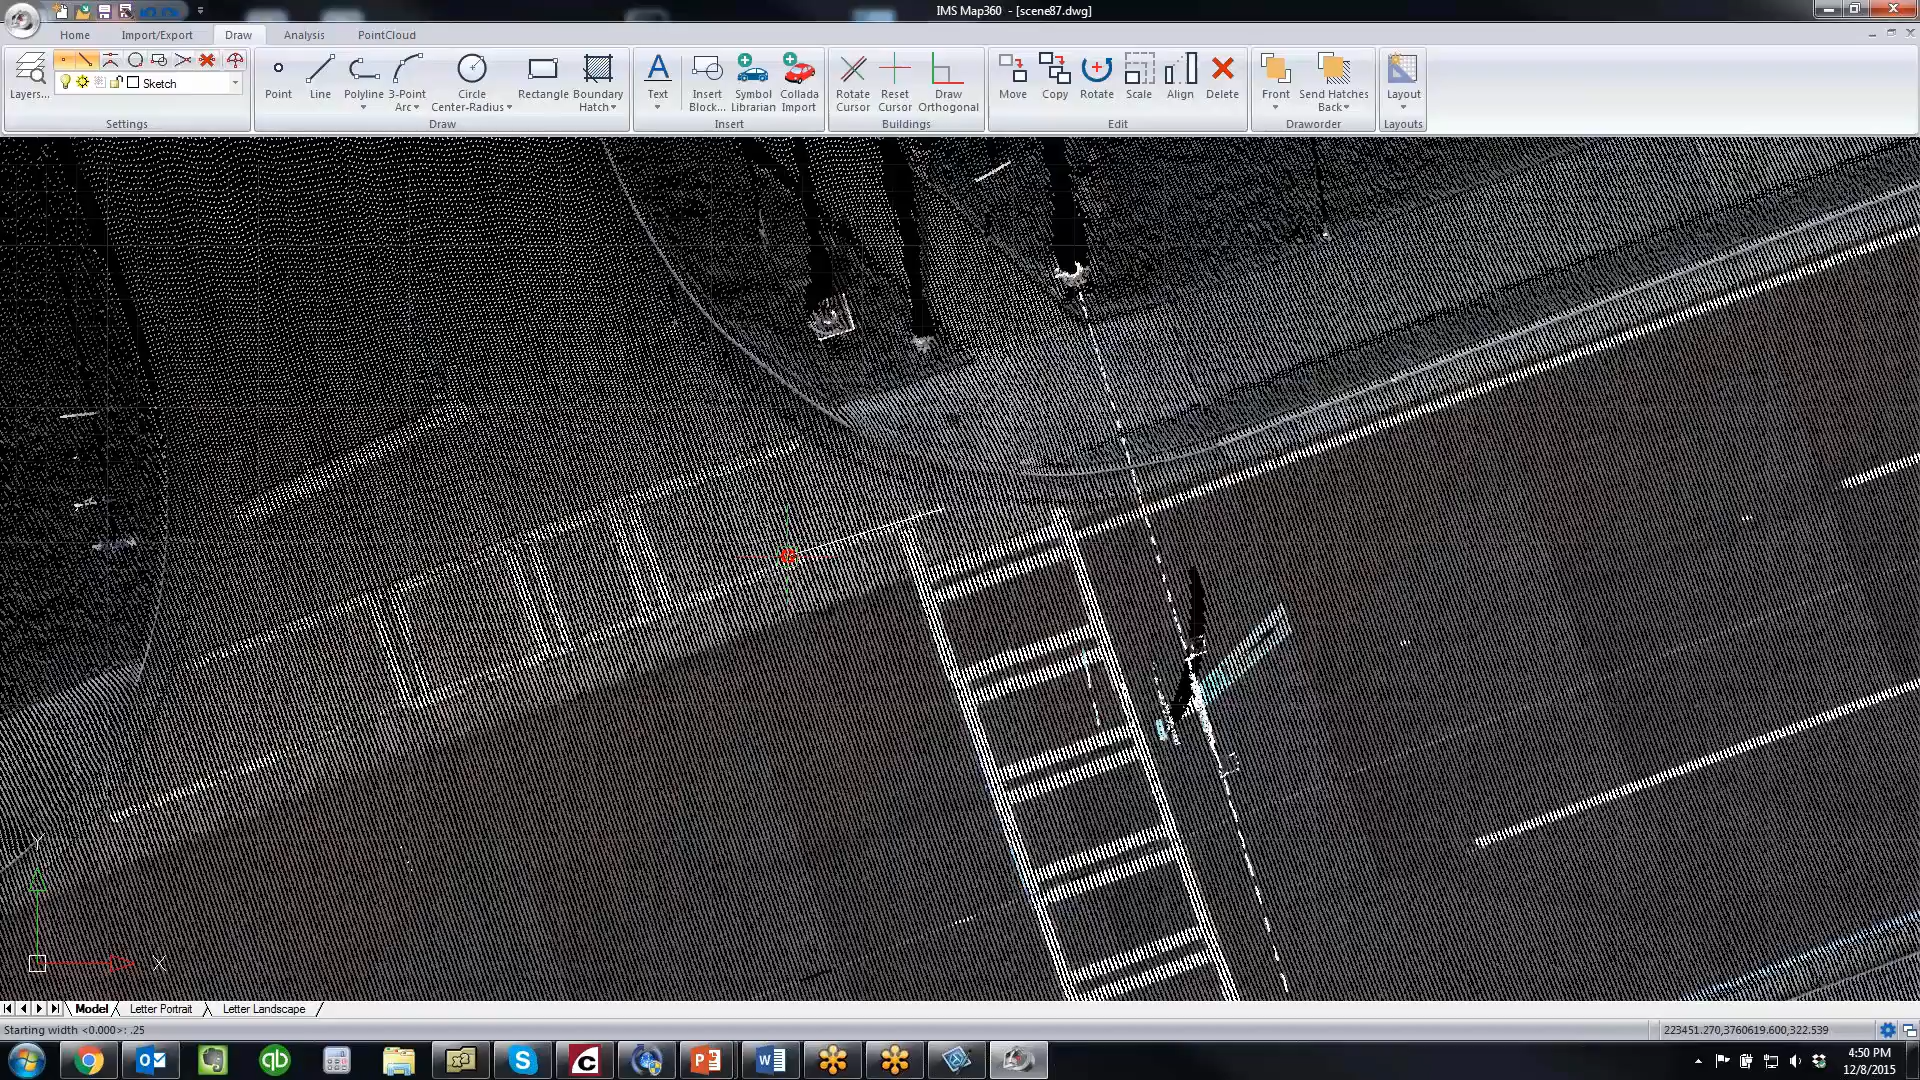 IMS Map360 - [scene87.dwg]
Home Import/Export Draw Analysis PointCloud
Layers...
Sketch
Settings
Point Line Polyline 3-Point Arc Circle Center-Radius Rectangle Boundary Hatch
Draw
Text Insert Block... Symbol Librarian Collada Import
Insert
Rotate Cursor Reset Cursor Draw Orthogonal
Buildings
Move Copy Rotate Scale Align Delete
Edit
Front Send Hatches Back
Draworder
Layout
Layouts
Y
X
Model Letter Portrait Letter Landscape
Starting width <0.000>: .25
223451.270,3760619.600,322.539
4:50 PM
12/8/2015